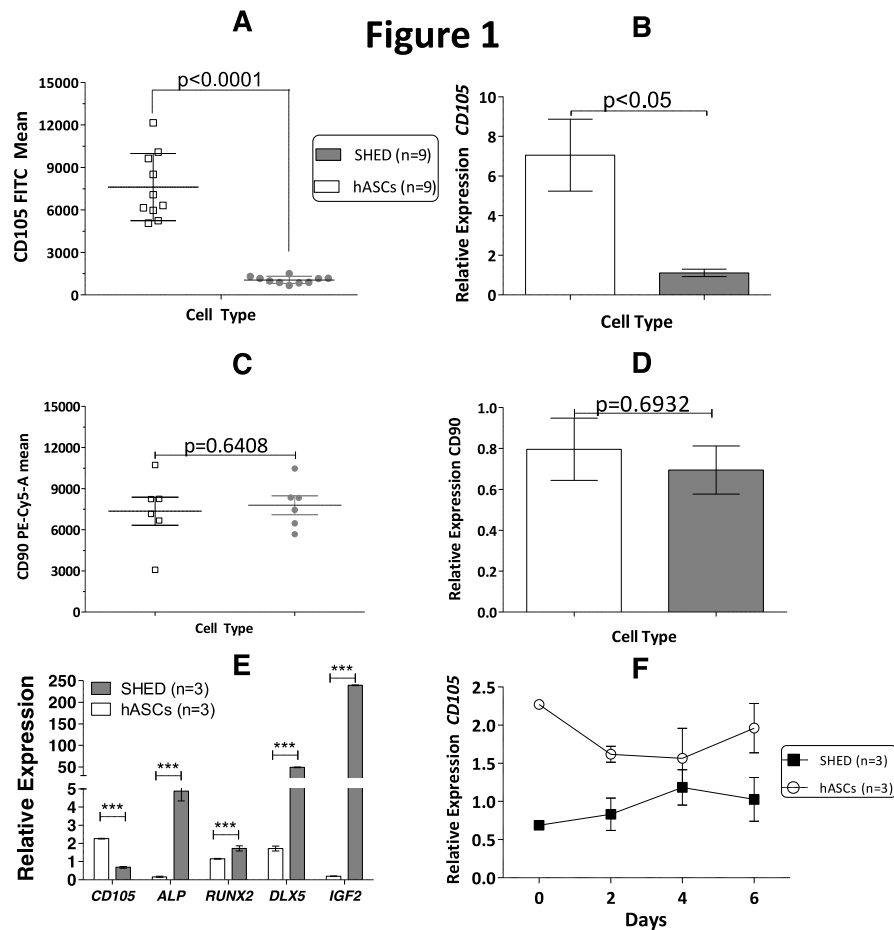 Figure 1
A
15000
12000
9000
6000
3000
0
CD105 FITC Mean
p<0.0001
Cell Type
SHED (n=9)
hASCs (n=9)
B
10
8
6
4
2
0
Relative Expression CD105
p<0.05
Cell Type
C
15000
12000
9000
6000
3000
0
CD90 PE-Cy5-A mean
p=0.6408
Cell Type
D
1.0
0.8
0.6
0.4
0.2
0.0
Relative Expression CD90
p=0.6932
Cell Type
E
250
200
150
100
50
5
4
3
2
1
0
Relative Expression
SHED (n=3)
hASCs (n=3)
***
***
***
***
***
CD105 ALP RUNX2 DLX5 IGF2
F
2.5
2.0
1.5
1.0
0.5
0.0
Relative Expression CD105
0 2 4 6
Days
SHED (n=3)
hASCs (n=3)